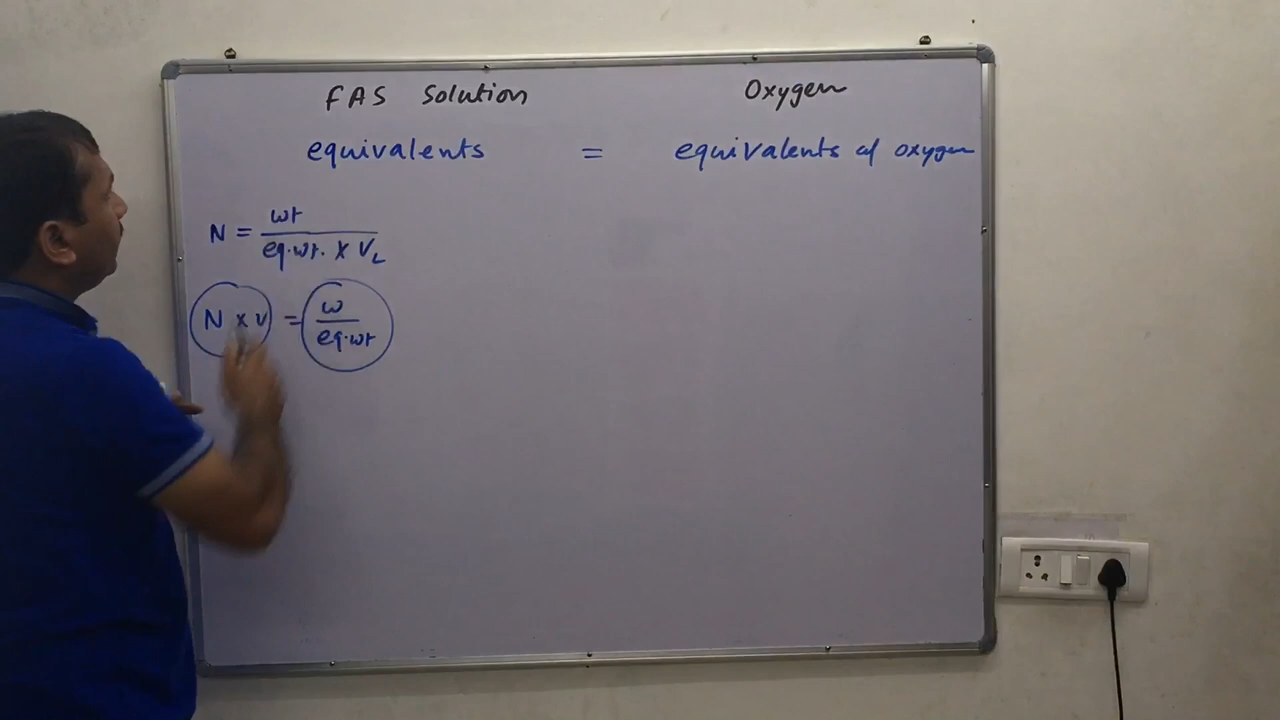 FAS Solution Oxygen
equivalents = equivalents of oxygen
N = wt / eq.wt. x V_L
N x v = w / eq.wt